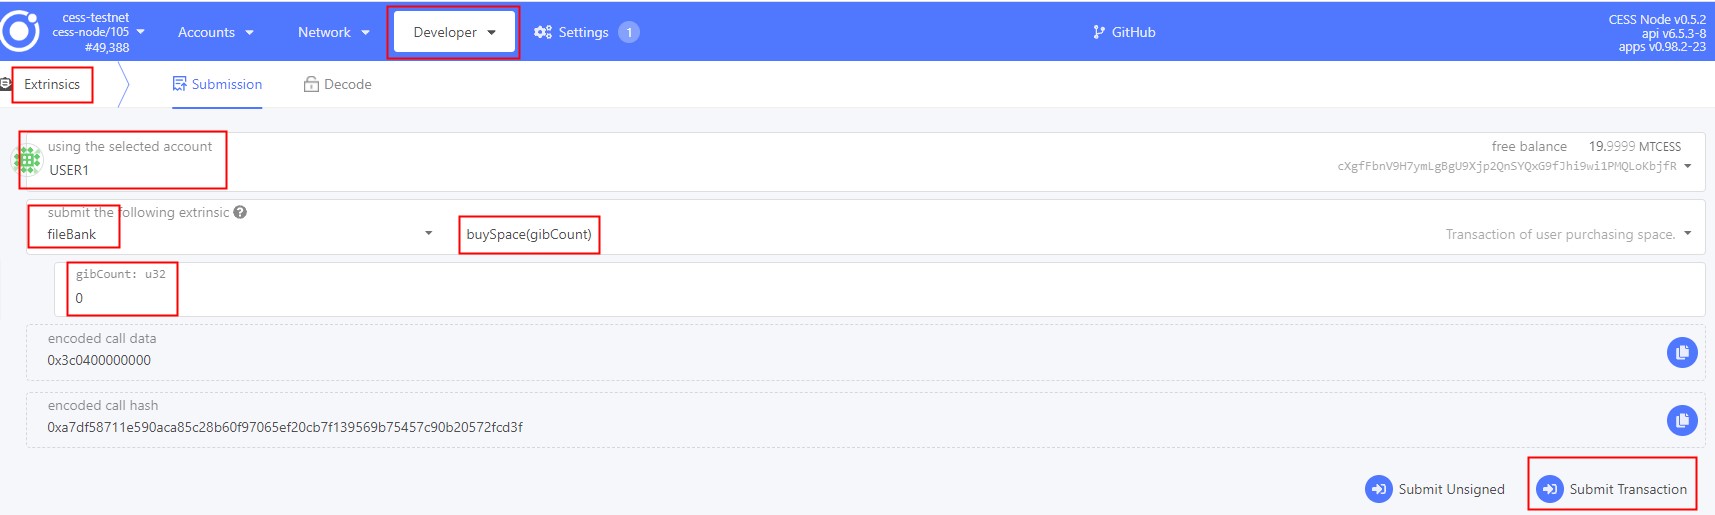 cess-testnet
cess-node/105
#49,388
Accounts
Network
Developer
Settings
1
GitHub
CESS Node v0.5.2
api v6.5.3-8
apps v0.98.2-23
Extrinsics
Submission
Decode
using the selected account
USER1
free balance 19.9999 MTCESS
cXgfFbnV9H7ymLgBgU9Xjp2QnSYQxG9fJhi9wi1PMQLoKbjfR
submit the following extrinsic
fileBank
buySpace(gibCount)
Transaction of user purchasing space.
gibCount: u32
0
encoded call data
0x3c0400000000
encoded call hash
0xa7df58711e590aca85c28b60f97065ef20cb7f139569b75457c90b20572fcd3f
Submit Unsigned
Submit Transaction